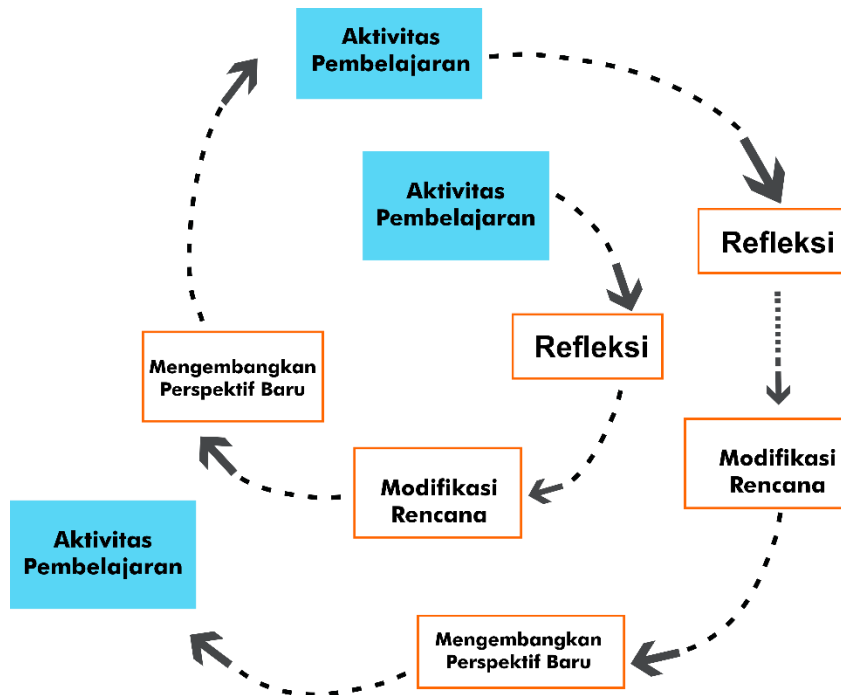 Aktivitas
Pembelajaran
Aktivitas
Pembelajaran
Refleksi
Refleksi
Mengembangkan
Perspektif Baru
Modifikasi
Rencana
Modifikasi
Rencana
Aktivitas
Pembelajaran
Mengembangkan
Perspektif Baru